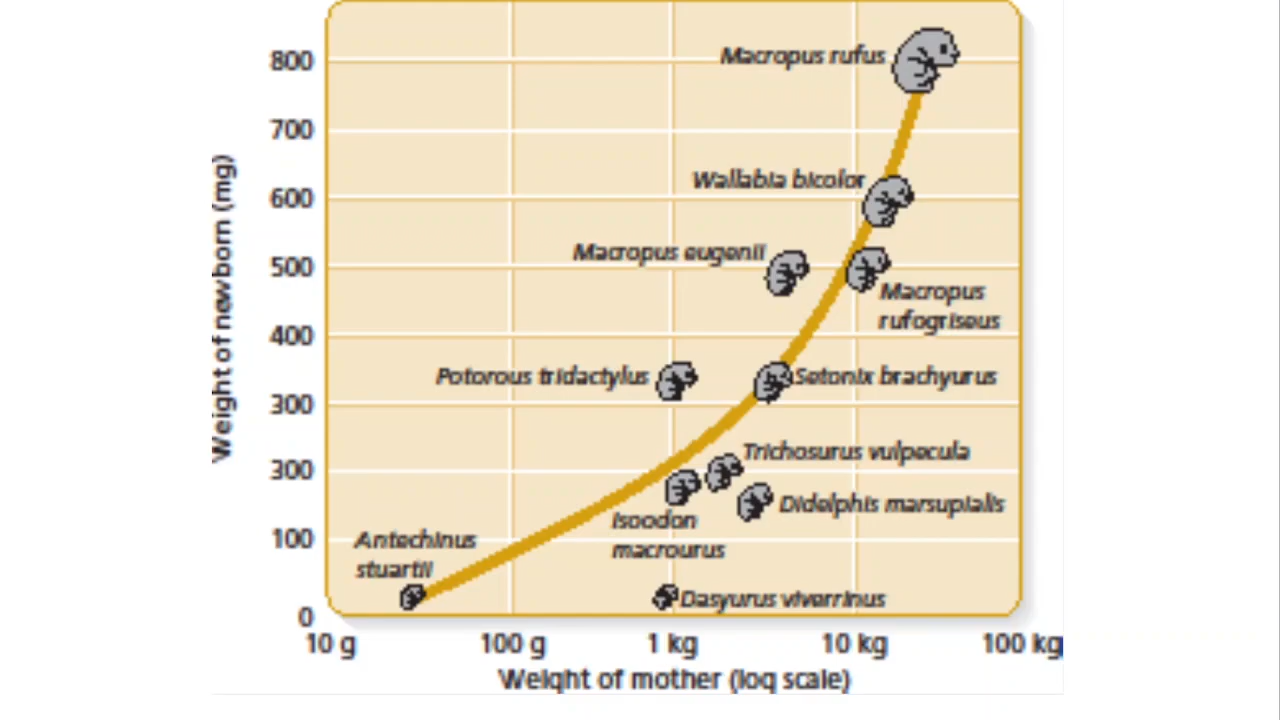 Macropus rufus
800
700
Wallabia bicolor
600
Macropus eugenii
500
Macropus
rufogriseus
400
Potorous tridactylus
Setonix brachyurus
300
Trichosurus vulpecula
300
Didelphis marsupialis
Isoodon
macrourus
100
Antechinus
stuartii
Dasyurus viverrinus
0
10 g
100 g
1 kg
10 kg
100 kg
Weight of mother (log scale)
Weight of newborn (mg)